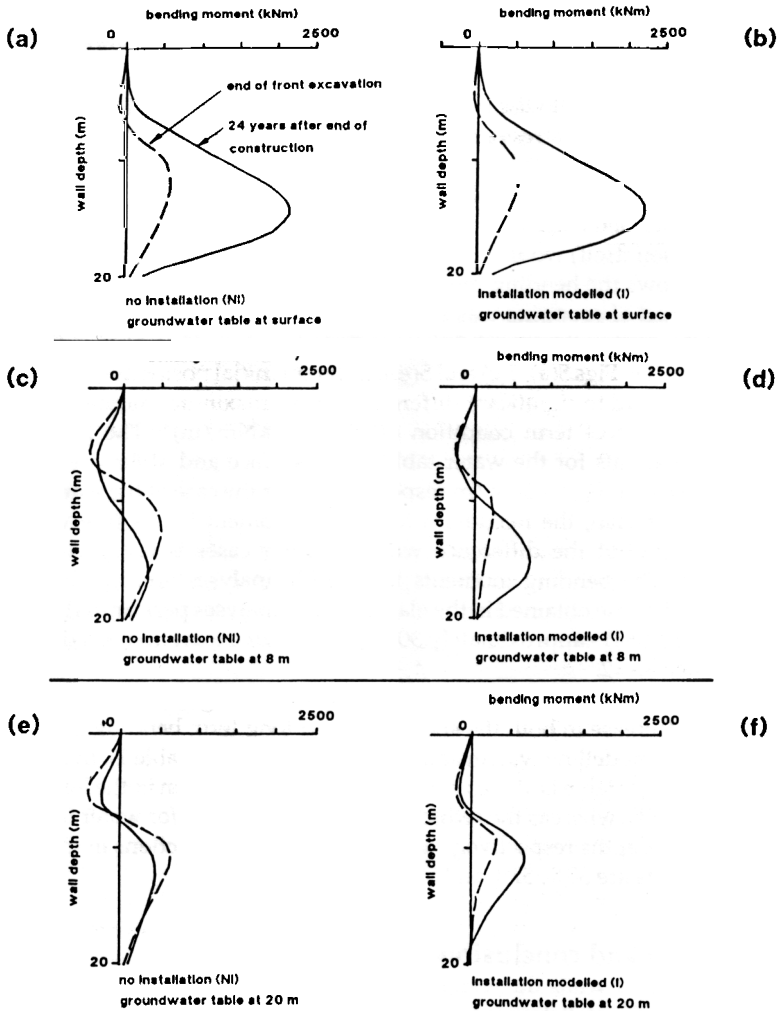 bending moment (kNm)
bending moment (kNm)
(a)
0
2500
0
2500
(b)
end of front excavation
24 years after end of
construction
wall depth (m)
wall depth (m)
20
20
no Installation (NI)
groundwater table at surface
Installation modelled (I)
groundwater table at surface
bending moment (kNm)
(c)
0
2500
0
2500
(d)
wall depth (m)
wall depth (m)
20
20
no Installation (NI)
groundwater table at 8 m
Installation modelled (I)
groundwater table at 8 m
bending moment (kNm)
(e)
0
2500
0
2500
(f)
wall depth (m)
wall depth (m)
20
20
no Installation (NI)
groundwater table at 20 m
Installation modelled (I)
groundwater table at 20 m